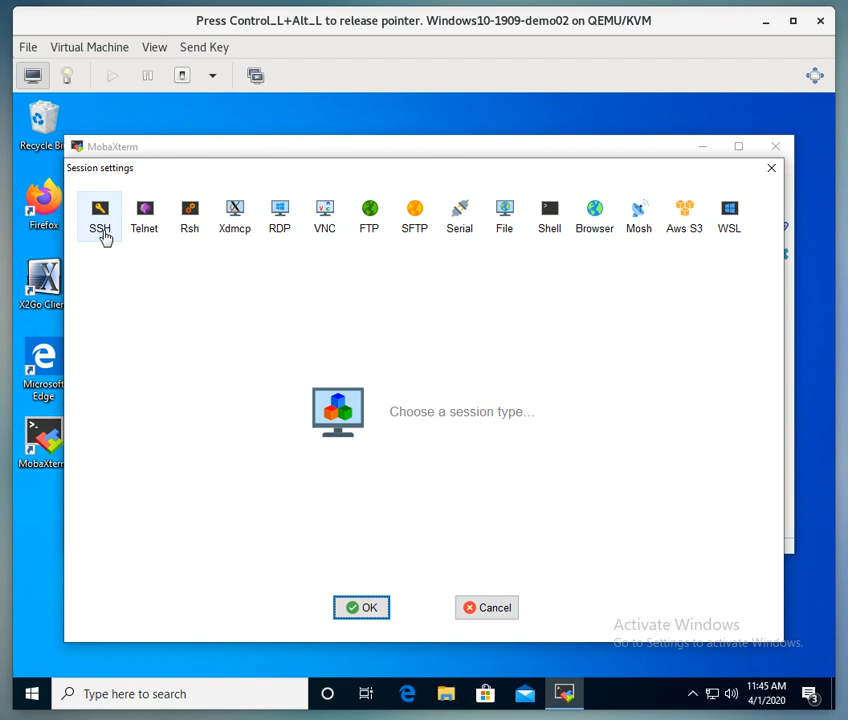 Press Control_L+Alt_L to release pointer. Windows10-1909-demo02 on QEMU/KVM
File Virtual Machine View Send Key
Recycle Bi
MobaXterm
Session settings
SSH Telnet Rsh Xdmcp RDP VNC FTP SFTP Serial File Shell Browser Mosh Aws S3 WSL
Firefox
X2Go Clien
Microsoft
Edge
MobaXterm
Choose a session type...
OK Cancel
Activate Windows
Go to Settings to activate Windows.
Type here to search
11:45 AM
4/1/2020
3